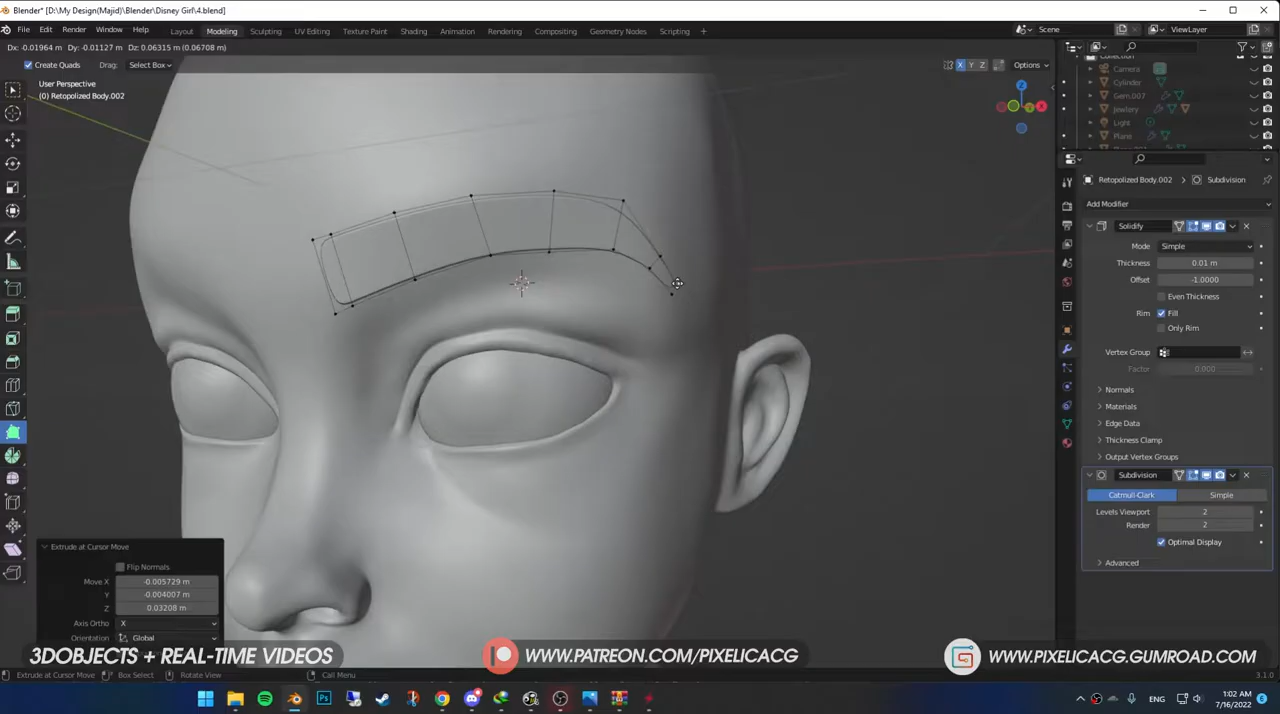 Blender* [D:\My Design(Majid)\Blender\Disney Girl\4.blend]
File Edit Render Window Help Layout Modeling Sculpting UV Editing Texture Paint Shading Animation Rendering Compositing Geometry Nodes Scripting + Scene ViewLayer
Dx: -0.01964 m Dy: -0.01127 m Dz: 0.06315 m (0.06708 m)
Create Quads Drag: Select Box X Y Z Options
User Perspective
(0) Retopolized Body.002
Collection
Camera
Cylinder
Gem.007
Jewlery
Light
Plane
Retopolized Body.002 > Subdivision
Add Modifier
Solidify
Mode Simple
Thickness 0.01 m
Offset -1.0000
Even Thickness
Rim Fill
Only Rim
Vertex Group
Factor 0.000
Normals
Materials
Edge Data
Thickness Clamp
Output Vertex Groups
Subdivision
Catmull-Clark Simple
Levels Viewport 2
Render 2
Optimal Display
Advanced
Extrude at Cursor Move
Flip Normals
Move X -0.005729 m
Y -0.004007 m
Z 0.03208 m
Axis Ortho X
Orientation Global
3DOBJECTS + REAL-TIME VIDEOS WWW.PATREON.COM/PIXELICACG WWW.PIXELICACG.GUMROAD.COM
Extrude at Cursor Move Box Select Rotate View Call Menu 3.1.0
ENG 1:02 AM
7/16/2022